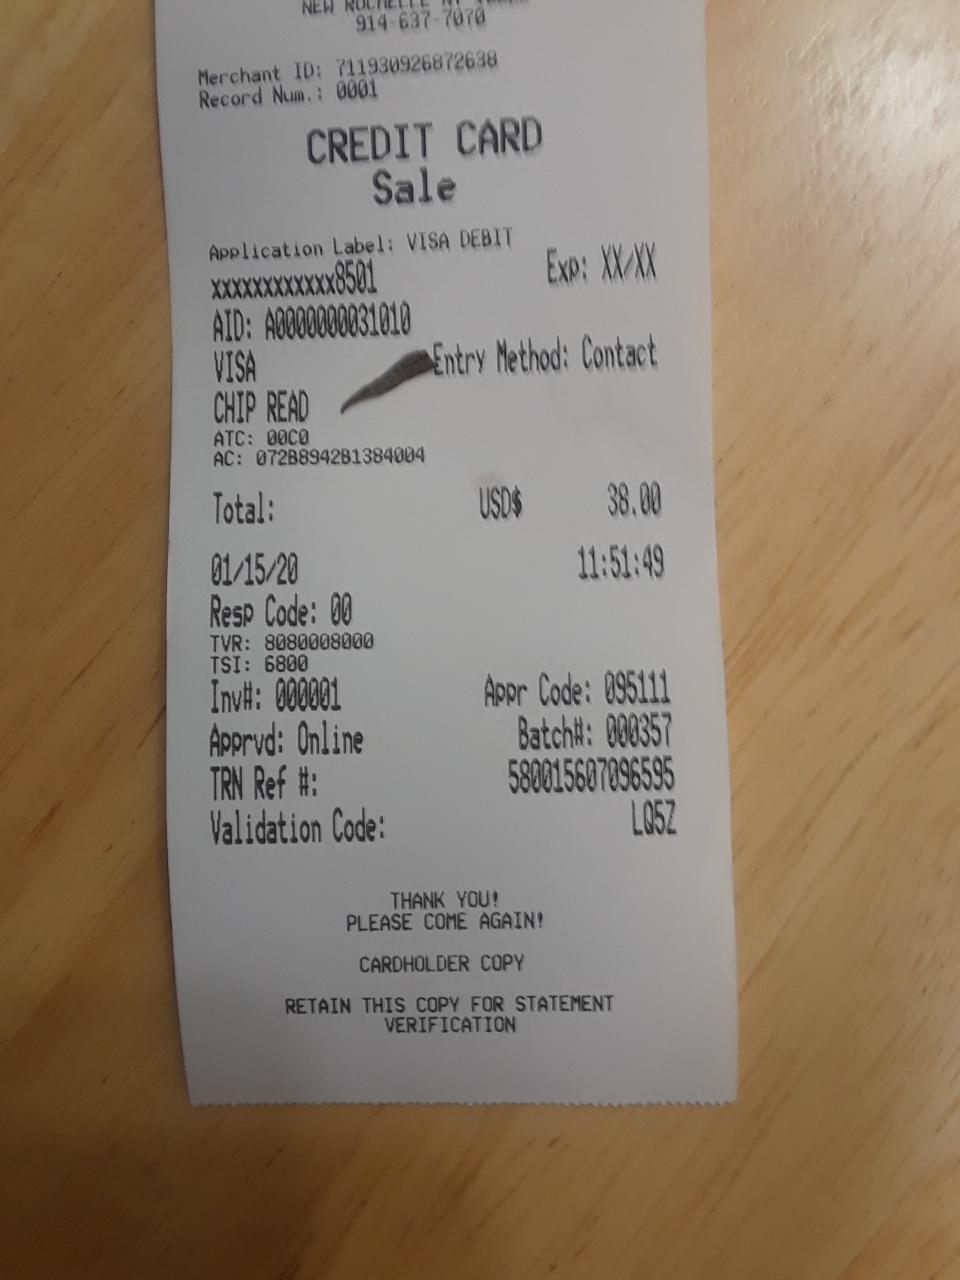 NEW ROCHELLE NY
914-637-7070
Merchant ID: 711930926872638
Record Num.: 0001
CREDIT CARD
Sale
Application Label: VISA DEBIT
xxxxxxxxxxxx8501 Exp: XX/XX
AID: A0000000031010
VISA Entry Method: Contact
CHIP READ
ATC: 00C0
AC: 072B8942B1384004
Total: USD$ 38.00
01/15/20 11:51:49
Resp Code: 00
TVR: 8080008000
TSI: 6800
Inv#: 000001 Appr Code: 095111
Apprvd: Online Batch#: 000357
TRN Ref #: 580015607096595
Validation Code: LQ5Z
THANK YOU!
PLEASE COME AGAIN!
CARDHOLDER COPY
RETAIN THIS COPY FOR STATEMENT
VERIFICATION